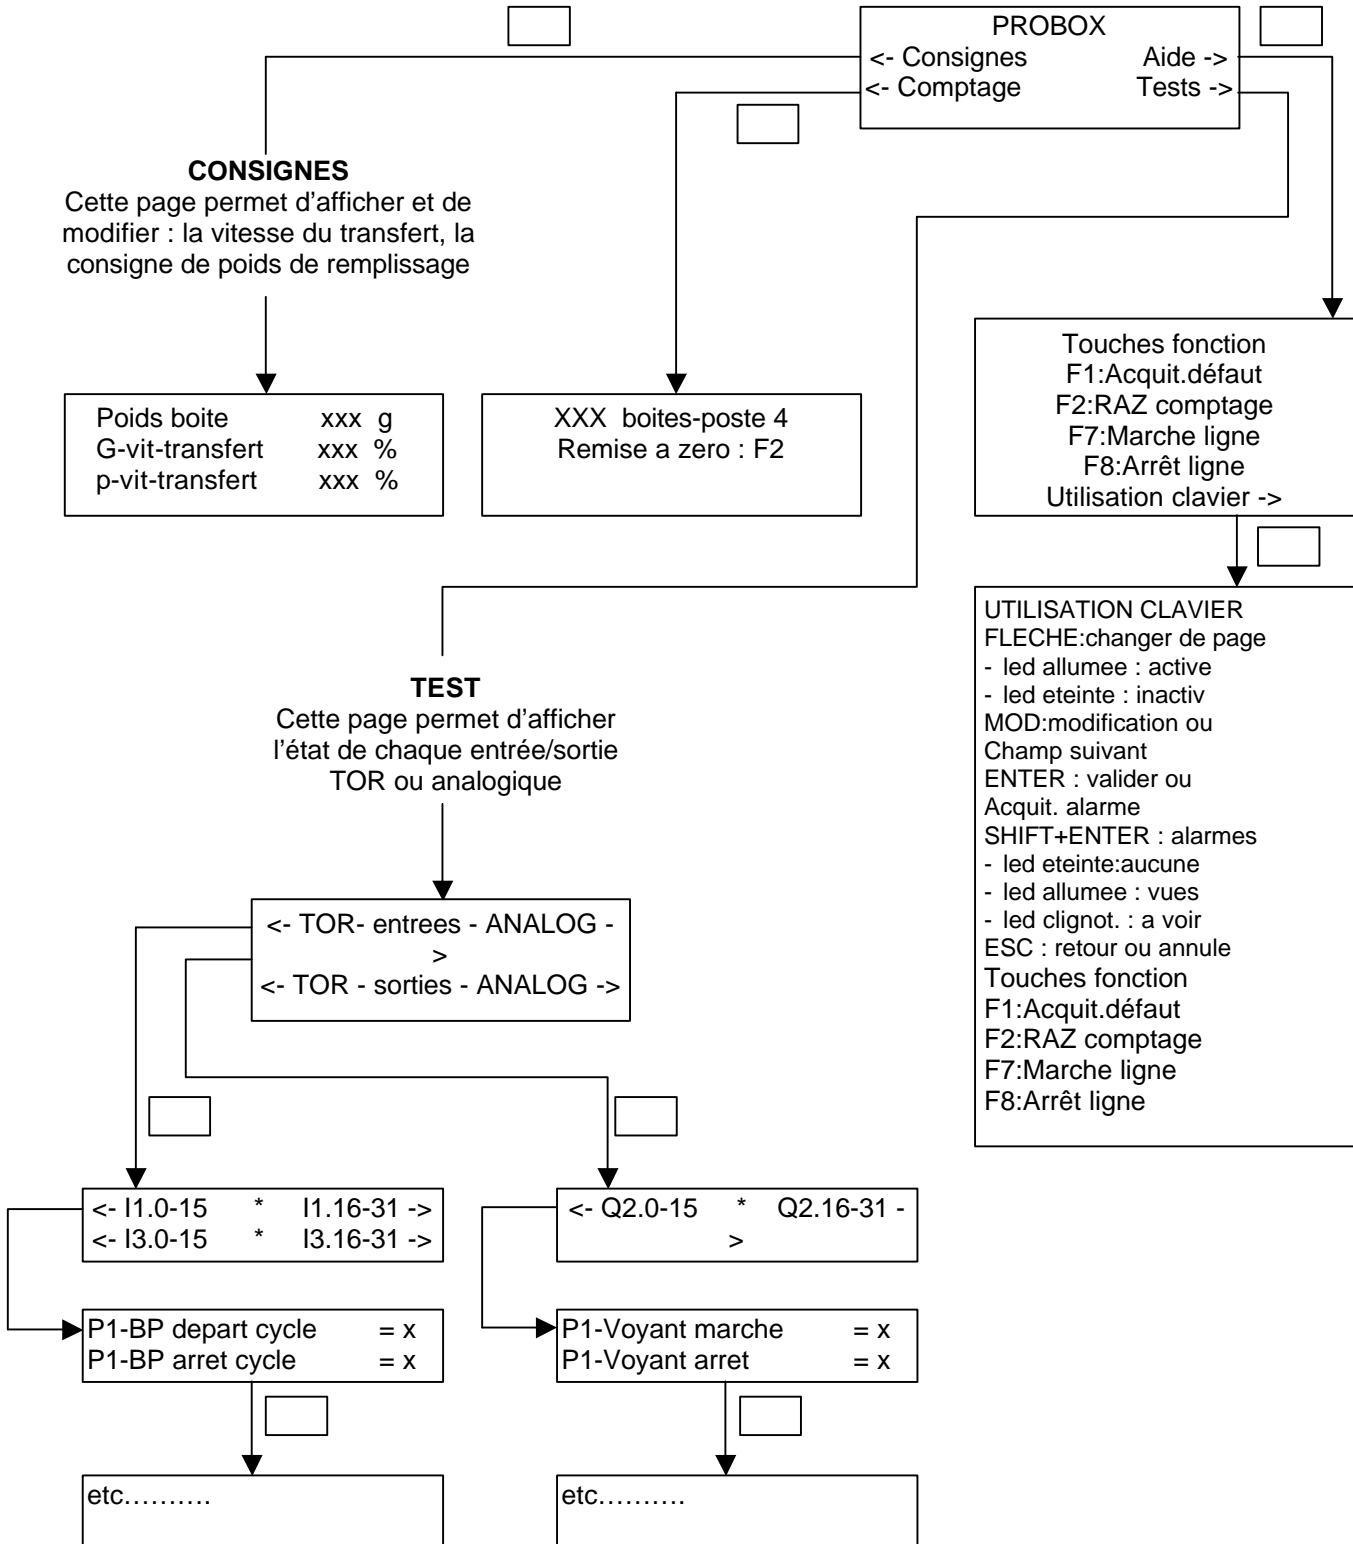 PROBOX
<- Consignes Aide ->
<- Comptage Tests ->
CONSIGNES
Cette page permet d’afficher et de
modifier : la vitesse du transfert, la
consigne de poids de remplissage
Poids boite xxx g
G-vit-transfert xxx %
p-vit-transfert xxx %
XXX boites-poste 4
Remise a zero : F2
Touches fonction
F1:Acquit.défaut
F2:RAZ comptage
F7:Marche ligne
F8:Arrêt ligne
Utilisation clavier ->
UTILISATION CLAVIER
FLECHE:changer de page
- led allumee : active
- led eteinte : inactiv
MOD:modification ou
Champ suivant
ENTER : valider ou
Acquit. alarme
SHIFT+ENTER : alarmes
- led eteinte:aucune
- led allumee : vues
- led clignot. : a voir
ESC : retour ou annule
Touches fonction
F1:Acquit.défaut
F2:RAZ comptage
F7:Marche ligne
F8:Arrêt ligne
TEST
Cette page permet d’afficher
l’état de chaque entrée/sortie
TOR ou analogique
<- TOR- entrees - ANALOG -
>
<- TOR - sorties - ANALOG ->
<- I1.0-15 * I1.16-31 ->
<- I3.0-15 * I3.16-31 ->
<- Q2.0-15 * Q2.16-31 -
>
P1-BP depart cycle = x
P1-BP arret cycle = x
P1-Voyant marche = x
P1-Voyant arret = x
etc……….
etc……….